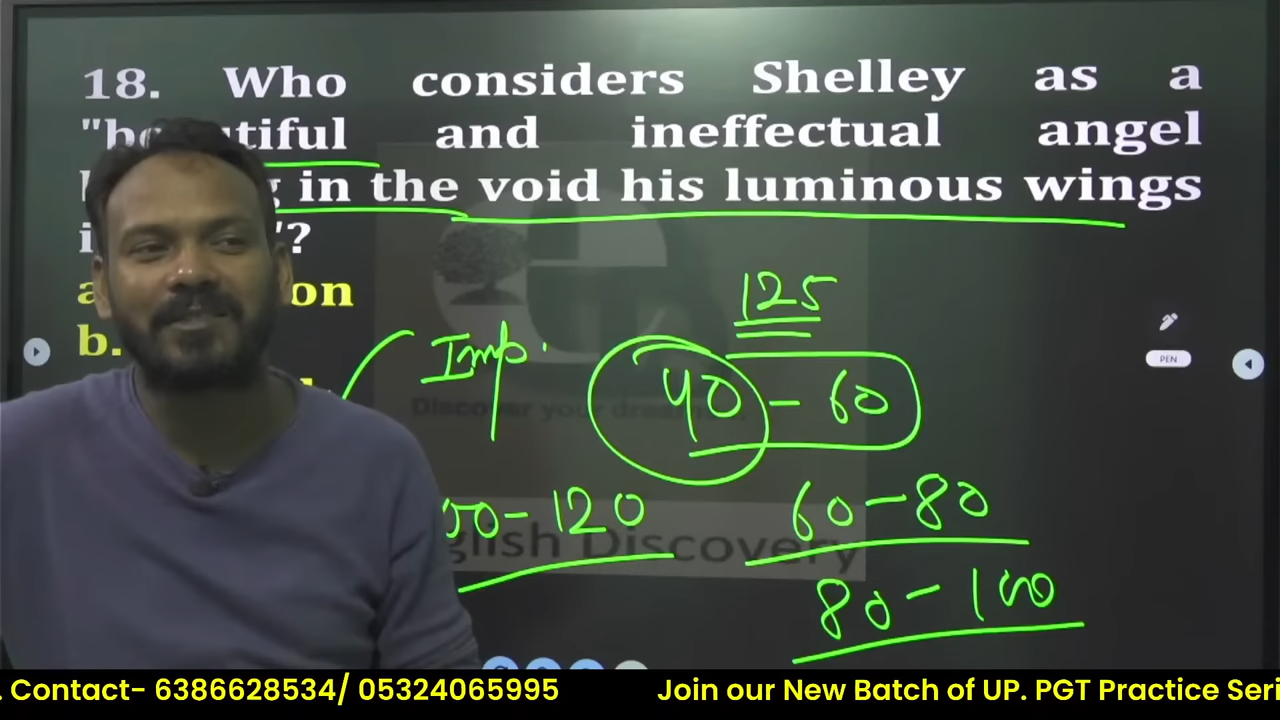 18. Who considers Shelley as a
and ineffectual angel
in the void his luminous wings
?
a
b.
125
Imp.
40 - 60
- 120
60 - 80
80 - 100
Discover your dream
English Discovery
PEN
. Contact- 6386628534/ 05324065995 Join our New Batch of UP. PGT Practice Seri